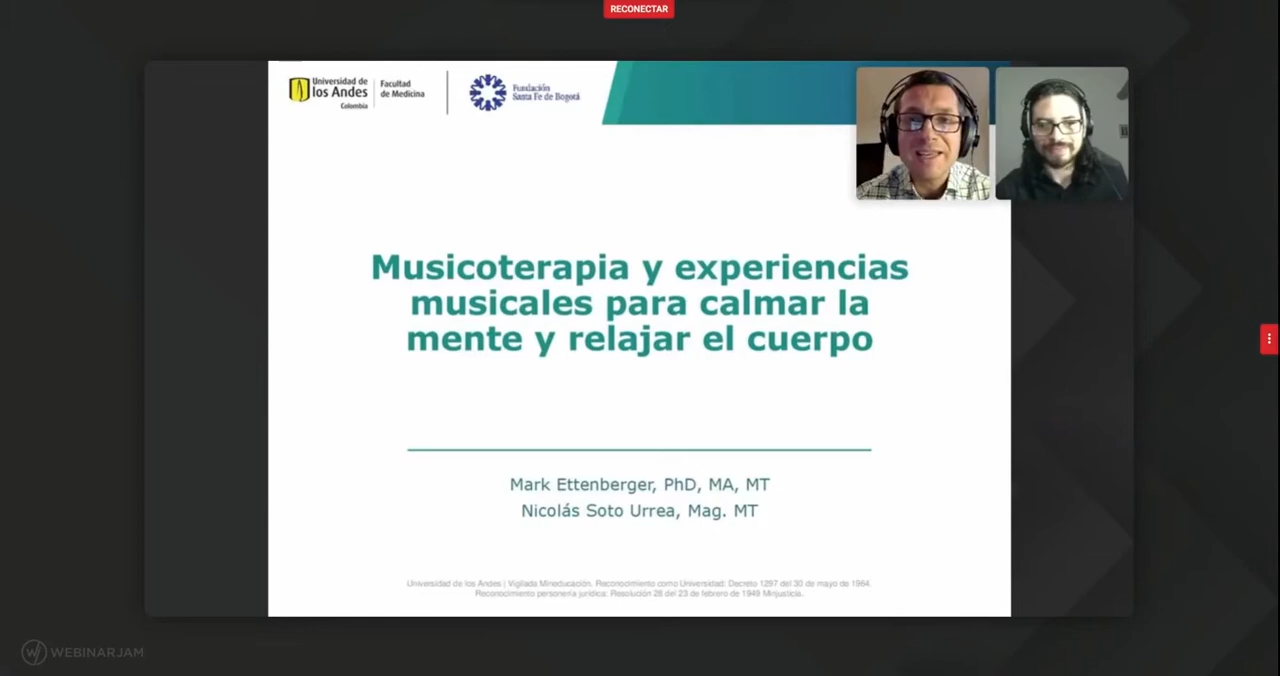 RECONECTAR
Universidad de
los Andes
Colombia
Facultad
de Medicina
Fundación
Santa Fe de Bogotá
Musicoterapia y experiencias
musicales para calmar la
mente y relajar el cuerpo
Mark Ettenberger, PhD, MA, MT
Nicolás Soto Urrea, Mag. MT
Universidad de los Andes | Vigilada Mineducación. Reconocimiento como Universidad: Decreto 1297 del 30 de mayo de 1964.
Reconocimiento personería jurídica: Resolución 28 del 23 de febrero de 1949 Minjusticia.
WEBINARJAM